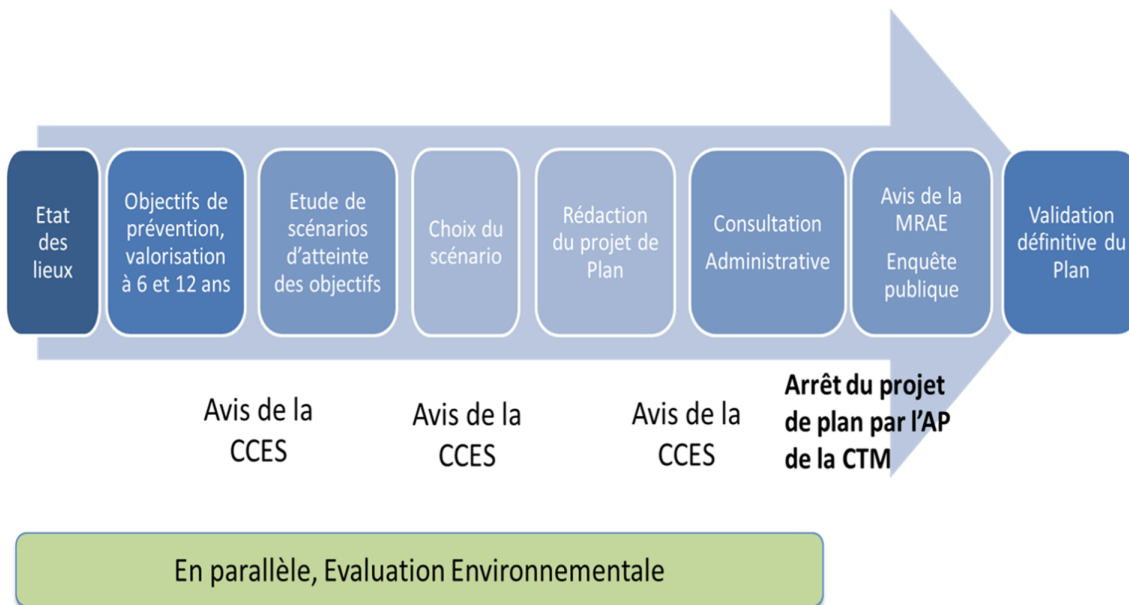 Etat
des
lieux
Objectifs de
prévention,
valorisation
à 6 et 12 ans
Etude de
scénarios
d'atteinte
des objectifs
Choix du
scénario
Rédaction
du projet de
Plan
Consultation
Administrative
Avis de la
MRAE
Enquête
publique
Validation
définitive du
Plan
Avis de la
CCES
Avis de la
CCES
Avis de la
CCES
Arrêt du projet
de plan par l'AP
de la CTM
En parallèle, Evaluation Environnementale